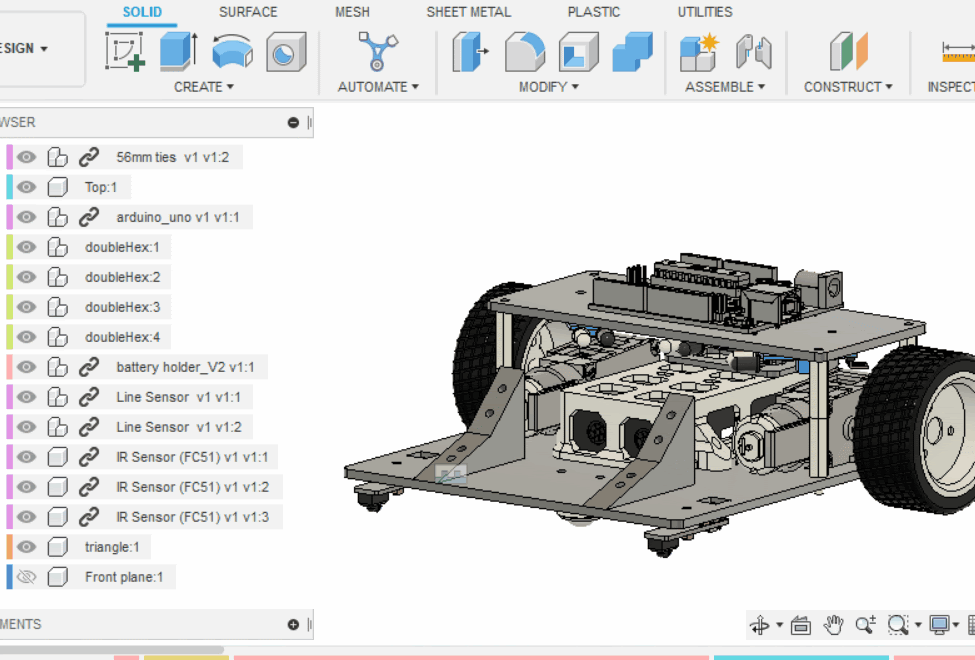 SOLID SURFACE MESH SHEET METAL PLASTIC UTILITIES
ESIGN ▾
CREATE ▾ AUTOMATE ▾ MODIFY ▾ ASSEMBLE ▾ CONSTRUCT ▾ INSPECT
WSER
56mm ties v1 v1:2
Top:1
arduino_uno v1 v1:1
doubleHex:1
doubleHex:2
doubleHex:3
doubleHex:4
battery holder_V2 v1:1
Line Sensor v1 v1:1
Line Sensor v1 v1:2
IR Sensor (FC51) v1 v1:1
IR Sensor (FC51) v1 v1:2
IR Sensor (FC51) v1 v1:3
triangle:1
Front plane:1
MENTS